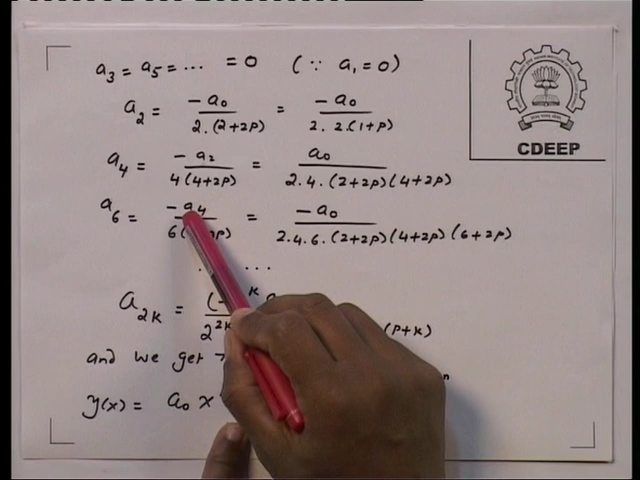 a₃ = a₅ = ... = 0 (∵ a₁ = 0)
a₂ = -a₀ / 2.(2+2p) = -a₀ / 2. 2.(1+p)
a₄ = -a₂ / 4(4+2p) = a₀ / 2.4.(2+2p)(4+2p)
a₆ = -a₄ / 6( p) = -a₀ / 2.4.6.(2+2p)(4+2p)(6+2p)
... ...
a₂ₖ = (- ᵏ / 2²ᵏ (p+k)
and we get
y(x) = a₀ x
CDEEP